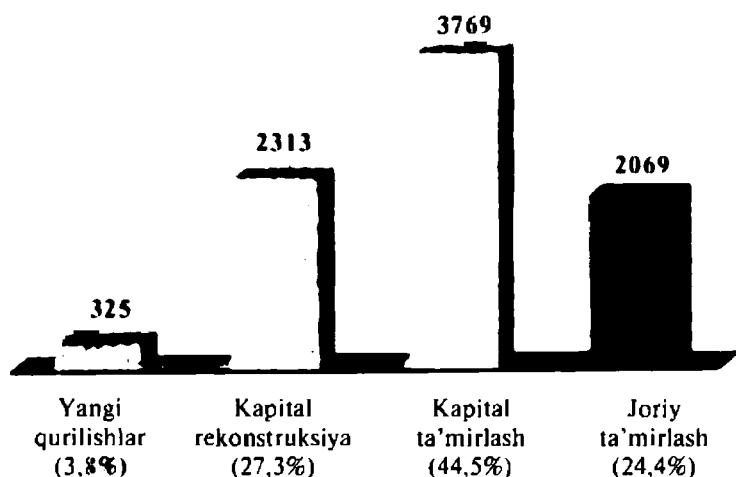 3769
2313
2069
325
Yangi
qurilishlar
(3,8%)
Kapital
rekonstruksiya
(27,3%)
Kapital
ta’mirlash
(44,5%)
Joriy
ta’mirlash
(24,4%)